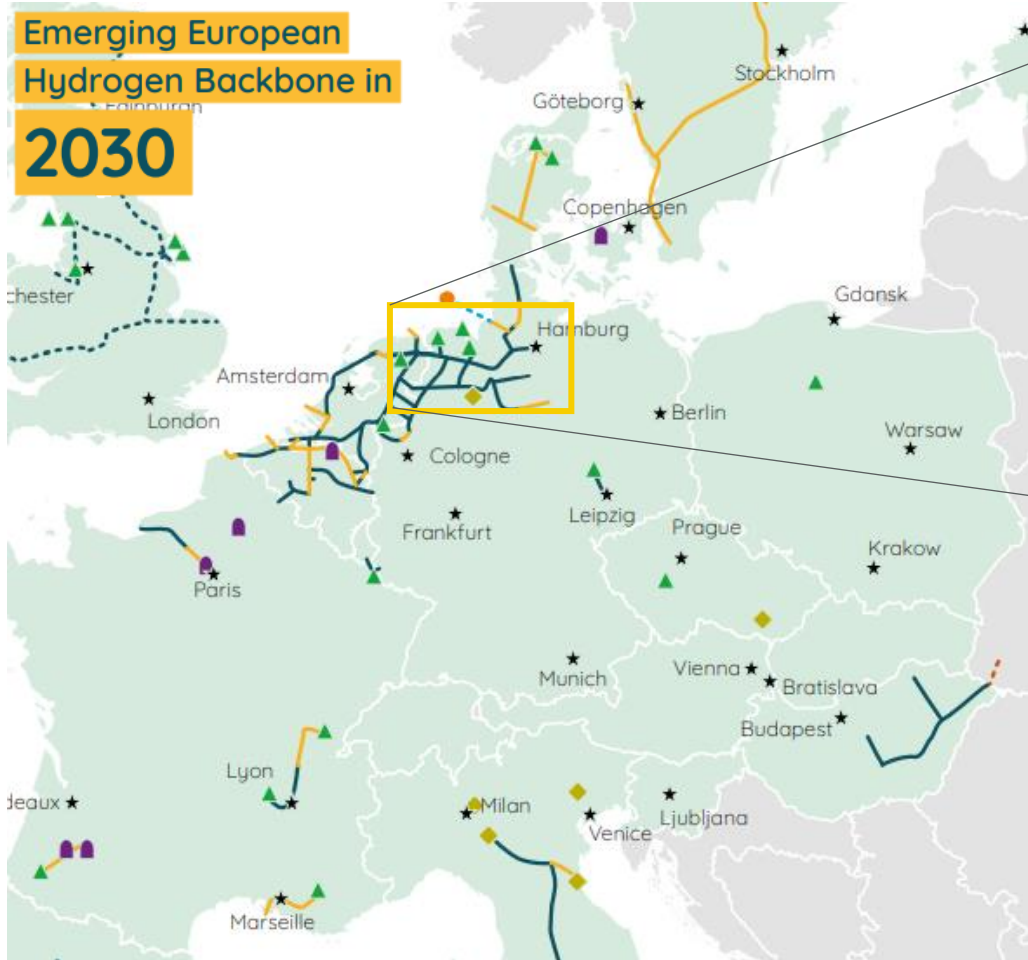 Emerging European
Hydrogen Backbone in
2030
Stockholm
Göteborg
Copenhagen
chester
Gdansk
Hamburg
Amsterdam
London
Berlin
Warsaw
Cologne
Leipzig
Frankfurt
Prague
Krakow
Paris
Munich
Vienna
Bratislava
Budapest
Lyon
deaux
Milan
Ljubljana
Venice
Marseille